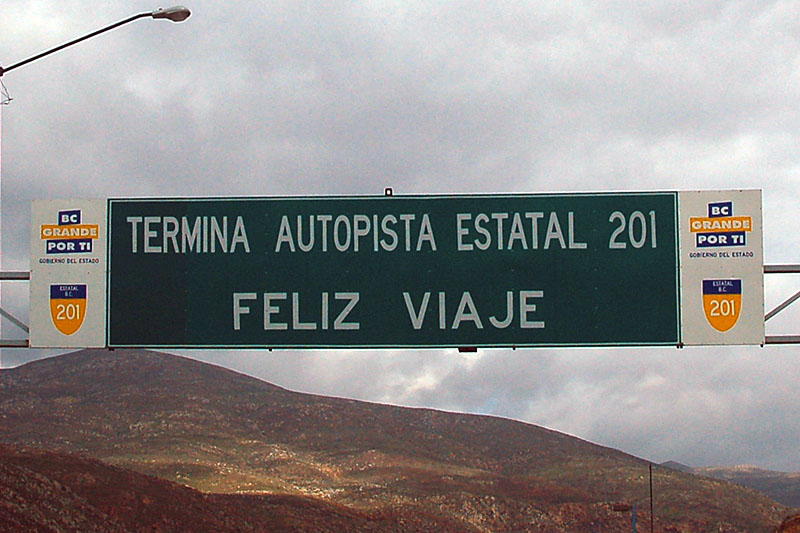 BC
GRANDE
POR TI
GOBIERNO DEL ESTADO
ESTATAL
B.C.
201
TERMINA AUTOPISTA ESTATAL 201
FELIZ VIAJE
BC
GRANDE
POR TI
GOBIERNO DEL ESTADO
ESTATAL
B.C.
201